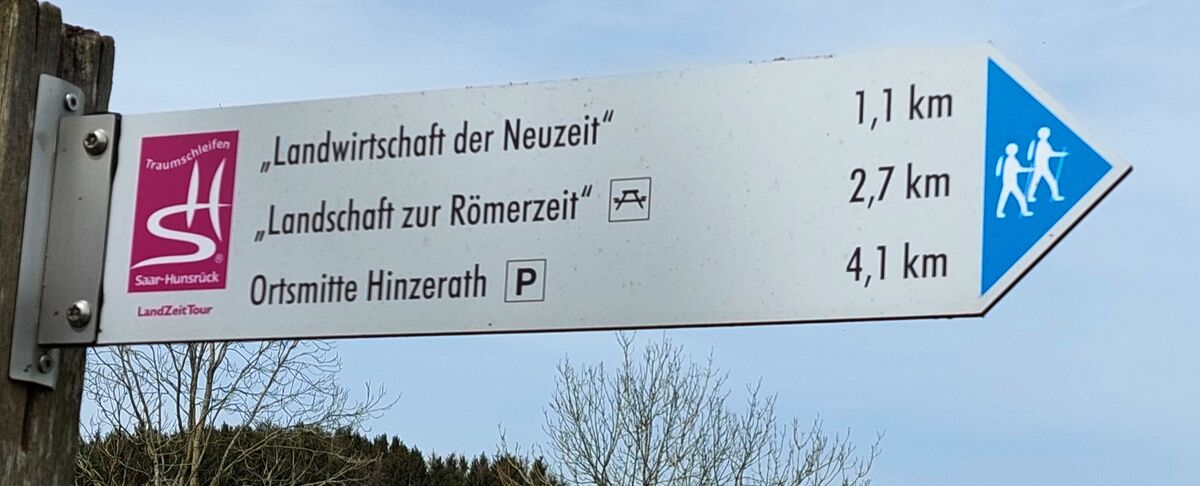 Traumschleifen
SH®
Saar-Hunsrück
LandZeitTour
„Landwirtschaft der Neuzeit“ 1,1 km
„Landschaft zur Römerzeit“ 2,7 km
Ortsmitte Hinzerath P 4,1 km